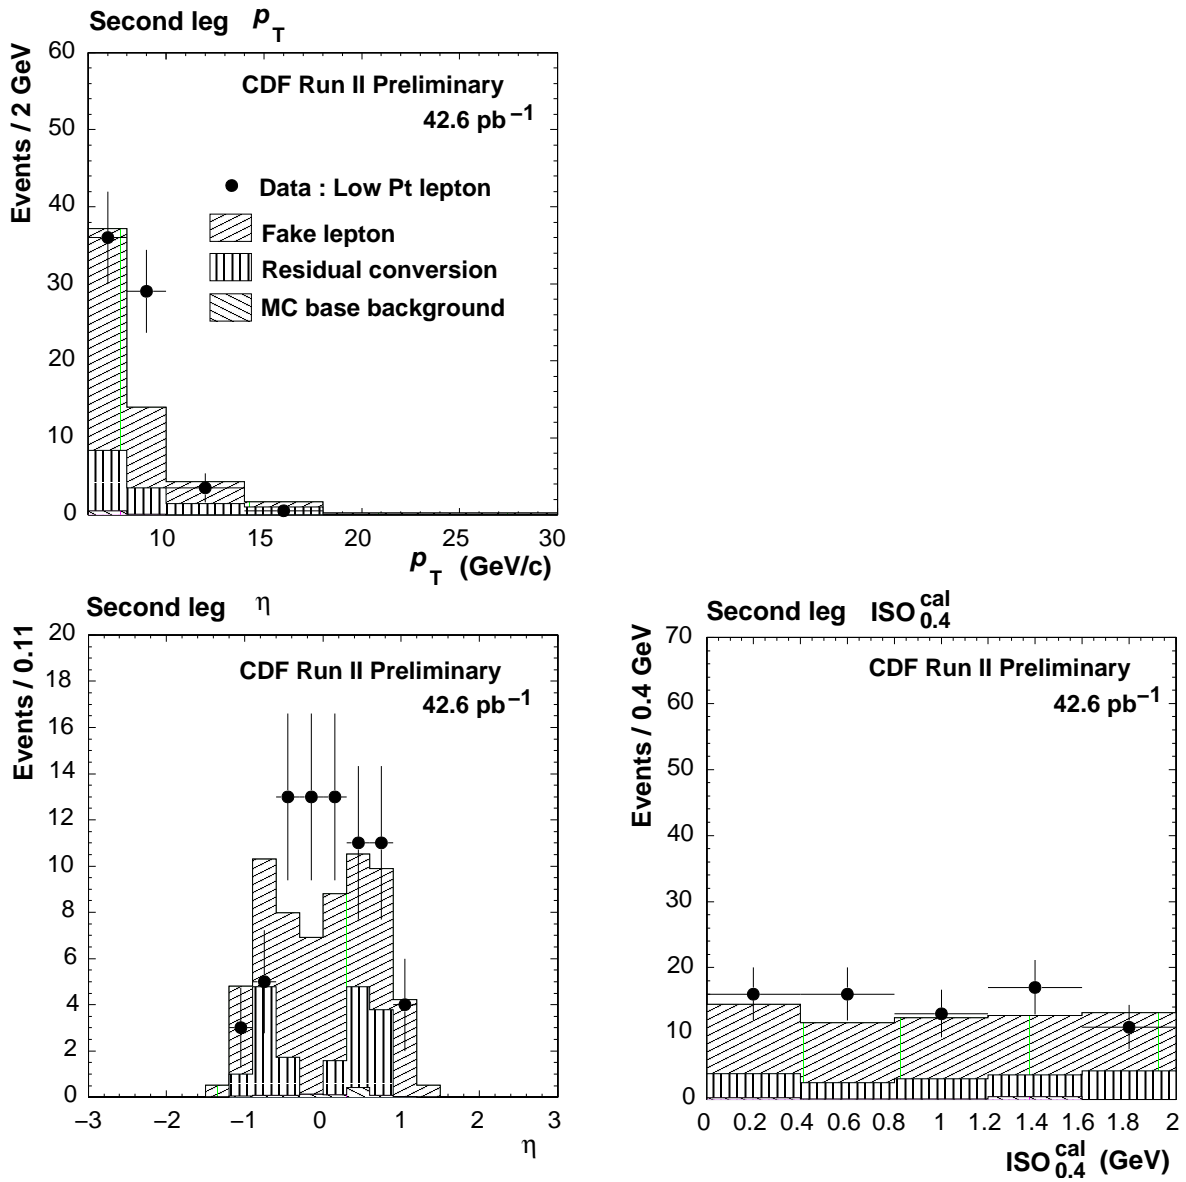 Second leg p_T
Events / 2 GeV
60
50
40
30
20
10
0
CDF Run II Preliminary
42.6 pb⁻¹
Data : Low Pt lepton
Fake lepton
Residual conversion
MC base background
10 15 20 25 30
p_T (GeV/c)
Second leg η
Events / 0.11
20
18
16
14
12
10
8
6
4
2
0
CDF Run II Preliminary
42.6 pb⁻¹
−3 −2 −1 0 1 2 3
η
Second leg ISO^cal_0.4
Events / 0.4 GeV
70
60
50
40
30
20
10
0
CDF Run II Preliminary
42.6 pb⁻¹
0 0.2 0.4 0.6 0.8 1 1.2 1.4 1.6 1.8 2
ISO^cal_0.4 (GeV)